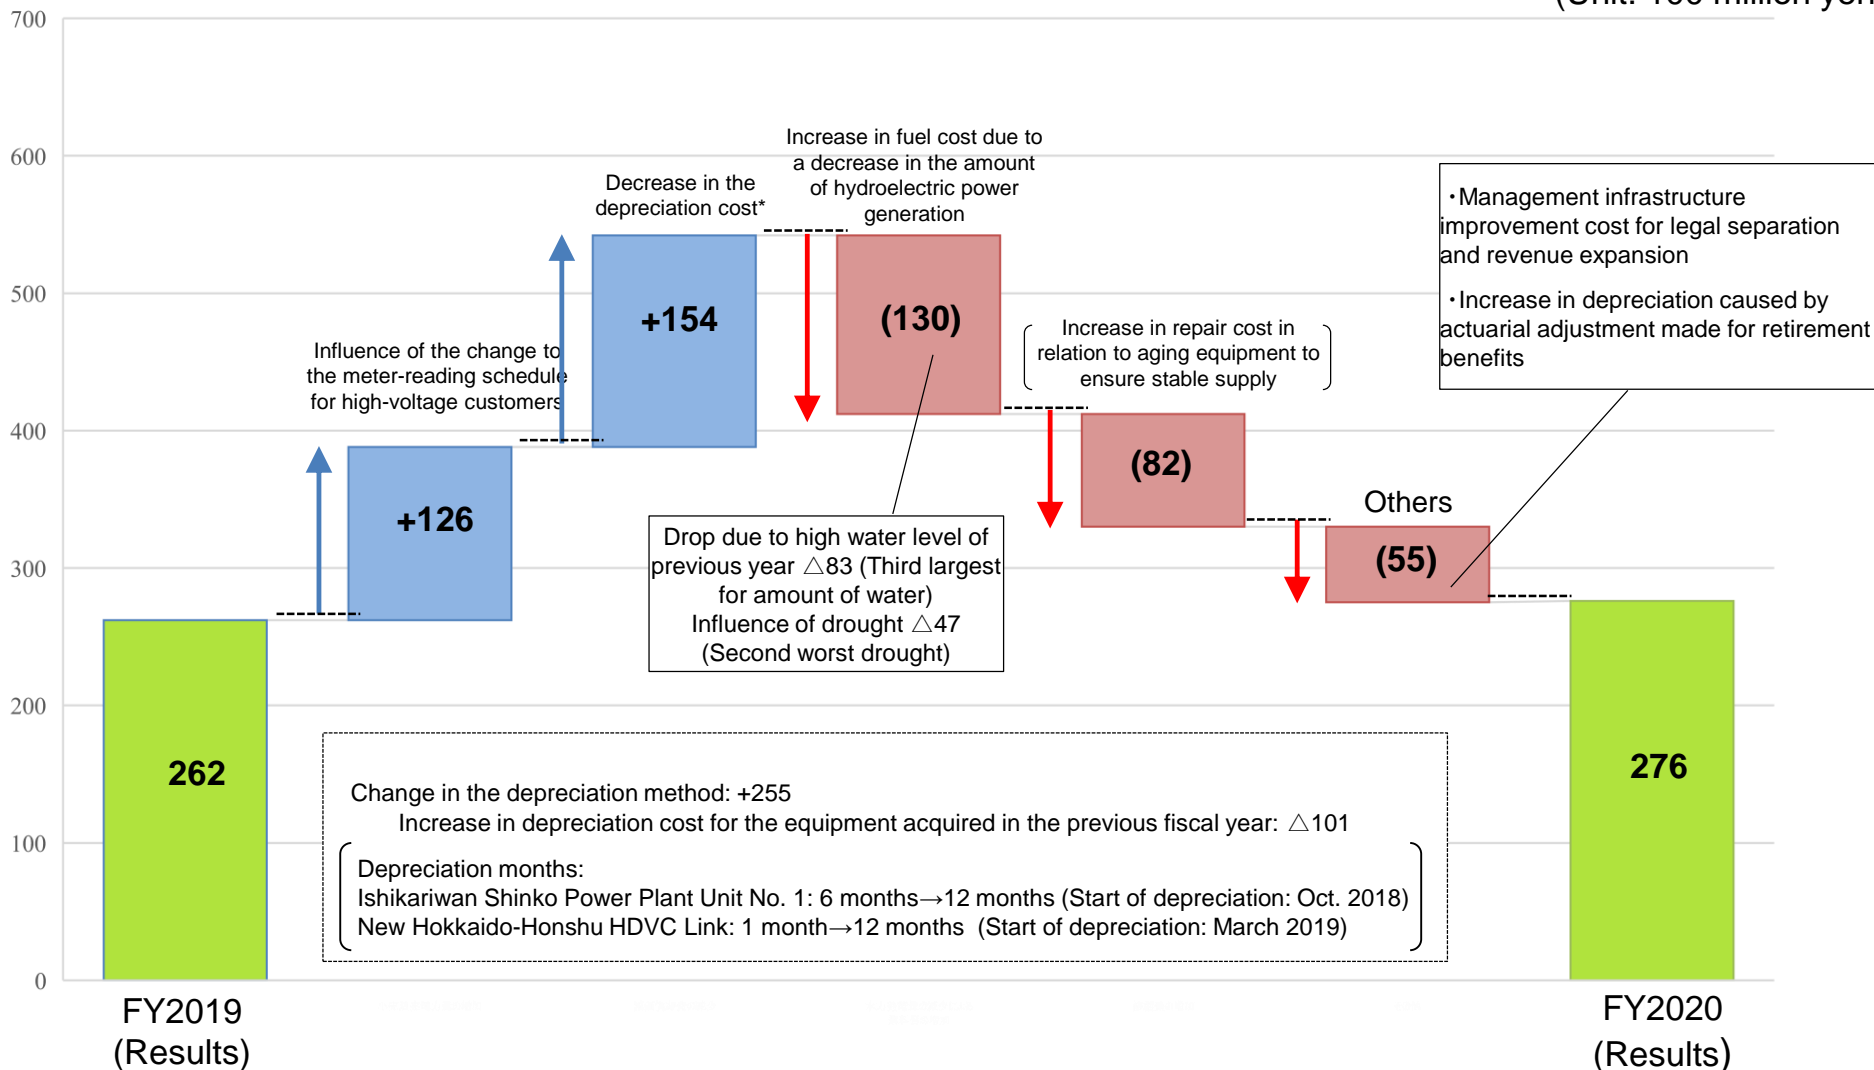 (Unit: 100 million yen
700
600
500
400
300
200
100
0
Influence of the change to
the meter-reading schedule
for high-voltage customers
Decrease in the
depreciation cost*
Increase in fuel cost due to
a decrease in the amount
of hydroelectric power
generation
Increase in repair cost in
relation to aging equipment to
ensure stable supply
Others
・Management infrastructure
improvement cost for legal separation
and revenue expansion
・Increase in depreciation caused by
actuarial adjustment made for retirement
benefits
262
+126
+154
(130)
(82)
(55)
276
Drop due to high water level of
previous year △83 (Third largest
for amount of water)
Influence of drought △47
(Second worst drought)
Change in the depreciation method: +255
Increase in depreciation cost for the equipment acquired in the previous fiscal year: △101
Depreciation months:
Ishikariwan Shinko Power Plant Unit No. 1: 6 months→12 months (Start of depreciation: Oct. 2018)
New Hokkaido-Honshu HDVC Link: 1 month→12 months (Start of depreciation: March 2019)
FY2019
(Results)
FY2020
(Results)